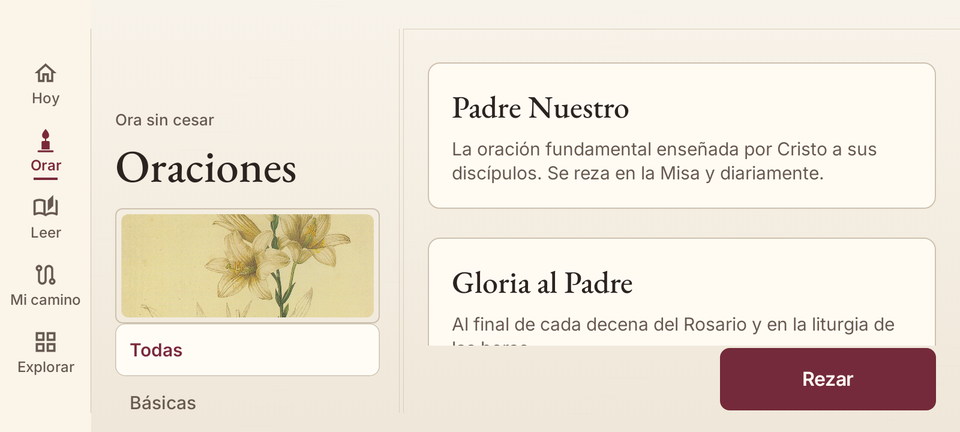 Hoy
Orar
Leer
Mi camino
Explorar
Ora sin cesar
Oraciones
Todas
Básicas
Padre Nuestro
La oración fundamental enseñada por Cristo a sus
discípulos. Se reza en la Misa y diariamente.
Gloria al Padre
Al final de cada decena del Rosario y en la liturgia de
Rezar